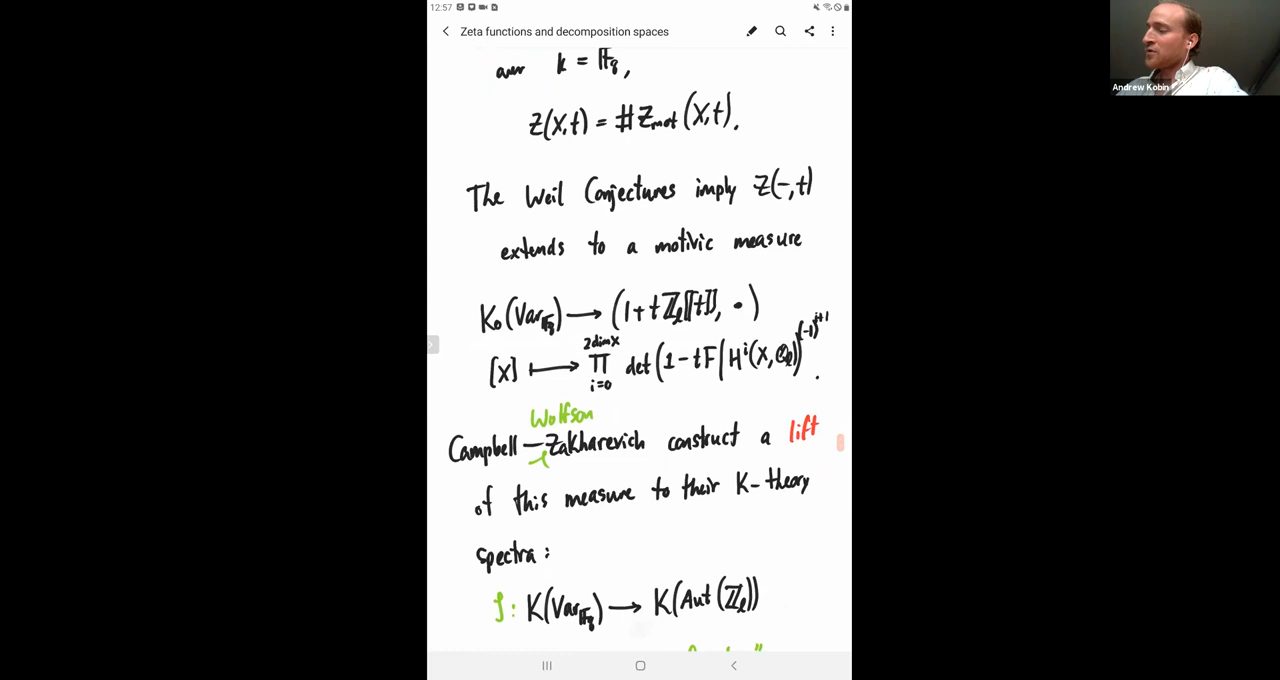 12:57
Zeta functions and decomposition spaces
over k = 𝔽q,
Z(X,t) = # Zmot(X,t).
The Weil Conjectures imply Z(-,t)
extends to a motivic measure
K₀(Var𝔽q) → (1+tℤℓ[[t]], •)
[X] ↦ ∏_{i=0}^{2dimX} det(1-tF|Hⁱ(X,ℚℓ))^{(-1)^{i+1}}.
Wolfson
Campbell – Zakharevich construct a lift
of this measure to their K-theory
spectra:
ζ: K(Var𝔽q) → K(Aut(ℤℓ))
Andrew Kobin